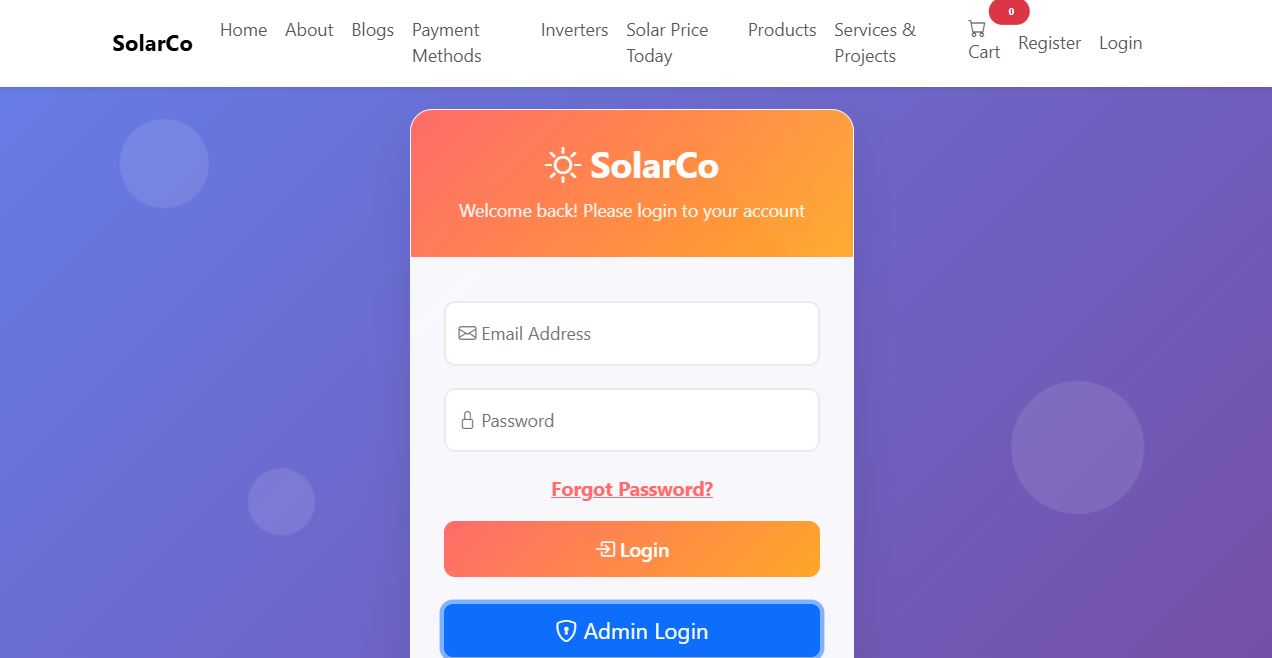 SolarCo
Home
About
Blogs
Payment
Methods
Inverters
Solar Price
Today
Products
Services &
Projects
0
Cart
Register
Login
SolarCo
Welcome back! Please login to your account
Email Address
Password
Forgot Password?
Login
Admin Login